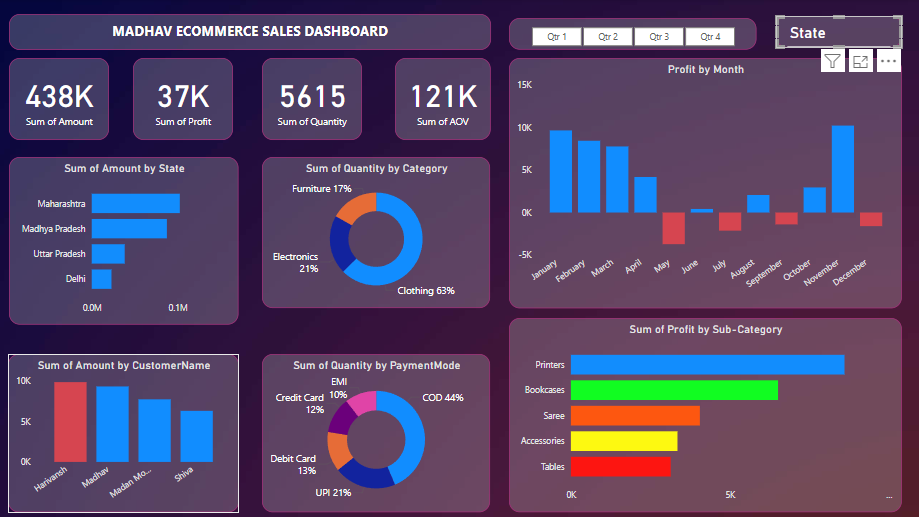 MADHAV ECOMMERCE SALES DASHBOARD
Qtr 1
Qtr 2
Qtr 3
Qtr 4
State
438K
Sum of Amount
37K
Sum of Profit
5615
Sum of Quantity
121K
Sum of AOV
Sum of Amount by State
Maharashtra
Madhya Pradesh
Uttar Pradesh
Delhi
0.0M
0.1M
Sum of Quantity by Category
Furniture 17%
Electronics
21%
Clothing 63%
Profit by Month
15K
10K
5K
0K
-5K
January
February
March
April
May
June
July
August
September
October
November
December
Sum of Amount by CustomerName
10K
5K
0K
Harivansh
Madhav
Madan Mo...
Shiva
Sum of Quantity by PaymentMode
EMI
10%
Credit Card
12%
COD 44%
Debit Card
13%
UPI 21%
Sum of Profit by Sub-Category
Printers
Bookcases
Saree
Accessories
Tables
0K
5K
...